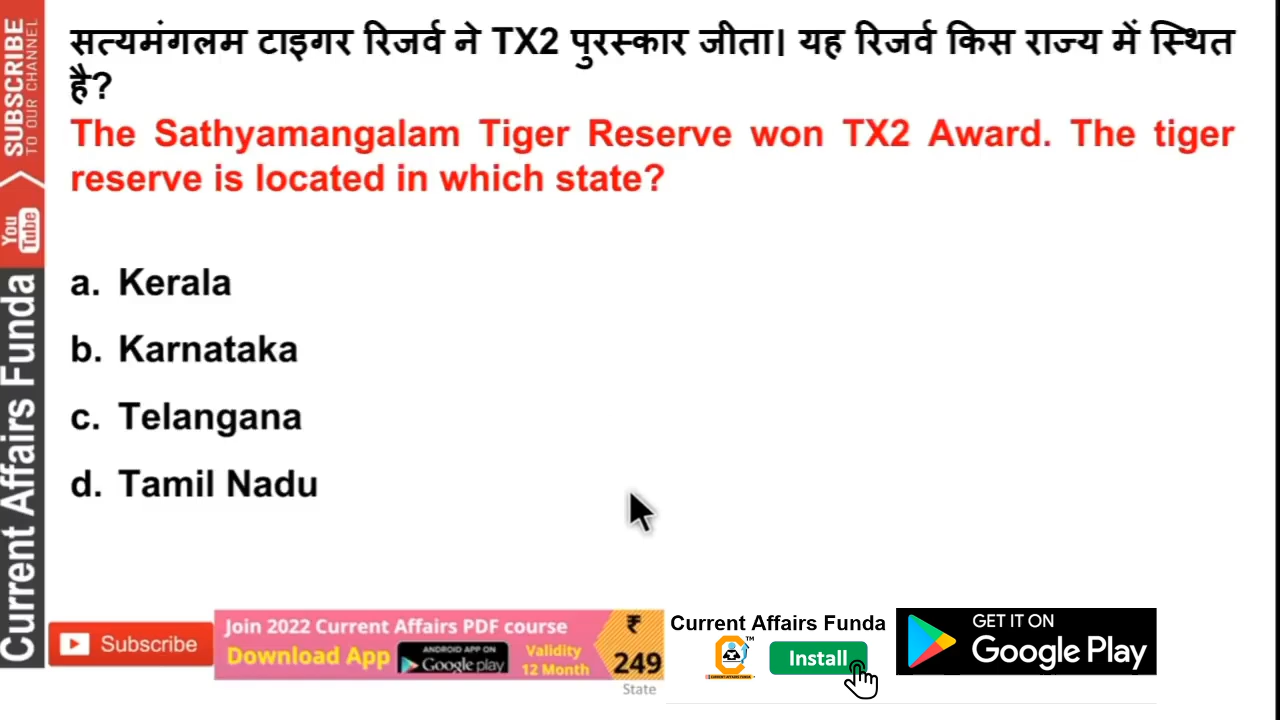 सत्यमंगलम टाइगर रिजर्व ने TX2 पुरस्कार जीता। यह रिजर्व किस राज्य में स्थित
है?
The Sathyamangalam Tiger Reserve won TX2 Award. The tiger
reserve is located in which state?
a. Kerala
b. Karnataka
c. Telangana
d. Tamil Nadu
SUBSCRIBE
TO OUR CHANNEL
You
Tube
Current Affairs Funda
Subscribe
Join 2022 Current Affairs PDF course
Download App
ANDROID APP ON
Google play
Validity
12 Month
₹
249
State
Current Affairs Funda
TM
Install
GET IT ON
Google Play